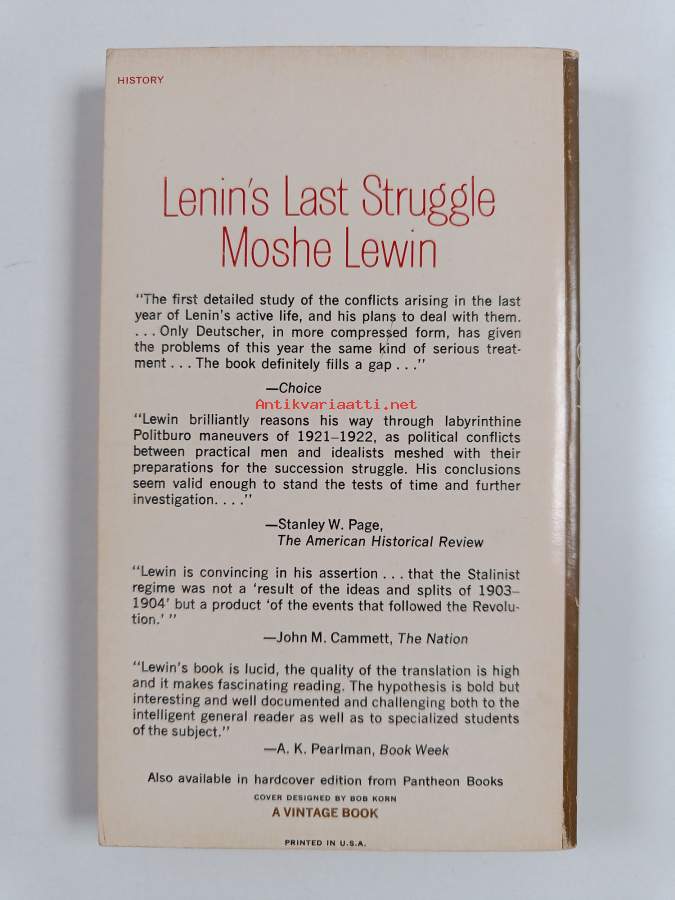 HISTORY
Lenin's Last Struggle
Moshe Lewin
"The first detailed study of the conflicts arising in the last
year of Lenin's active life, and his plans to deal with them.
. . . Only Deutscher, in more compressed form, has given
the problems of this year the same kind of serious treat-
ment . . . The book definitely fills a gap . . ."
—Choice
Antikvariaatti.net
"Lewin brilliantly reasons his way through labyrinthine
Politburo maneuvers of 1921–1922, as political conflicts
between practical men and idealists meshed with their
preparations for the succession struggle. His conclusions
seem valid enough to stand the tests of time and further
investigation. . . ."
—Stanley W. Page,
The American Historical Review
"Lewin is convincing in his assertion . . . that the Stalinist
regime was not a 'result of the ideas and splits of 1903–
1904' but a product 'of the events that followed the Revolu-
tion.' "
—John M. Cammett, The Nation
"Lewin's book is lucid, the quality of the translation is high
and it makes fascinating reading. The hypothesis is bold but
interesting and well documented and challenging both to the
intelligent general reader as well as to specialized students
of the subject."
—A. K. Pearlman, Book Week
Also available in hardcover edition from Pantheon Books
COVER DESIGNED BY BOB KORN
A VINTAGE BOOK
PRINTED IN U.S.A.